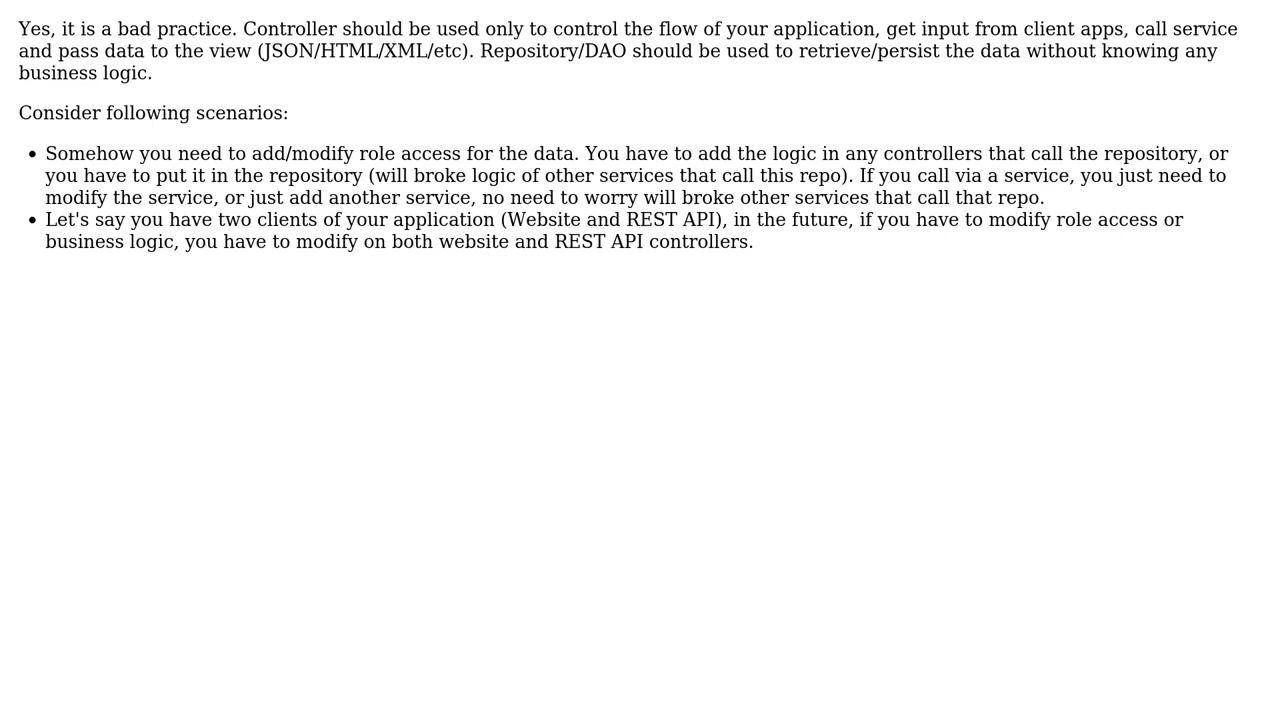 Yes, it is a bad practice. Controller should be used only to control the flow of your application, get input from client apps, call service
and pass data to the view (JSON/HTML/XML/etc). Repository/DAO should be used to retrieve/persist the data without knowing any
business logic.
Consider following scenarios:
• Somehow you need to add/modify role access for the data. You have to add the logic in any controllers that call the repository, or
you have to put it in the repository (will broke logic of other services that call this repo). If you call via a service, you just need to
modify the service, or just add another service, no need to worry will broke other services that call that repo.
• Let's say you have two clients of your application (Website and REST API), in the future, if you have to modify role access or
business logic, you have to modify on both website and REST API controllers.